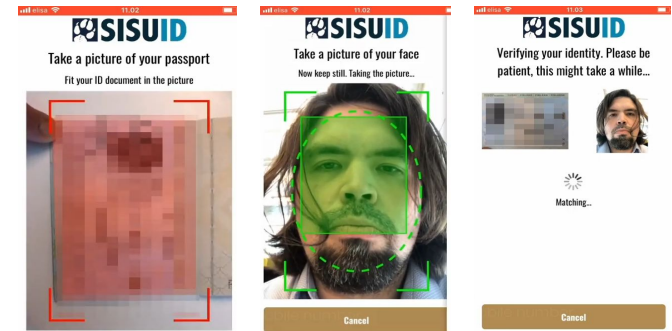 elisa 11.02
SISUID
Take a picture of your passport
Fit your ID document in the picture
elisa 11.02
SISUID
Take a picture of your face
Now keep still. Taking the picture...
Cancel
elisa 11.03
SISUID
Verifying your identity. Please be
patient, this might take a while...
Matching...
Cancel